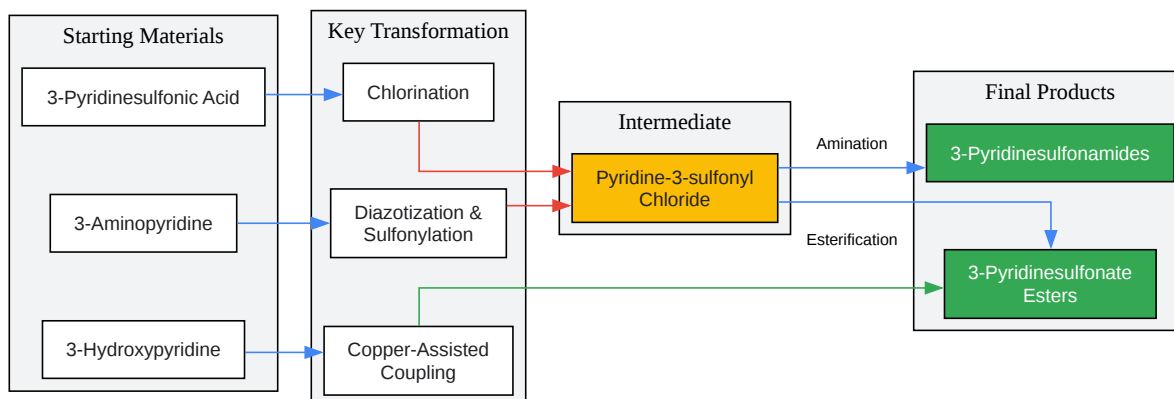 Starting Materials
3-Pyridinesulfonic Acid
3-Aminopyridine
3-Hydroxypyridine
Key Transformation
Chlorination
Diazotization &
Sulfonylation
Copper-Assisted
Coupling
Intermediate
Pyridine-3-sulfonyl
Chloride
Amination
Esterification
Final Products
3-Pyridinesulfonamides
3-Pyridinesulfonate
Esters